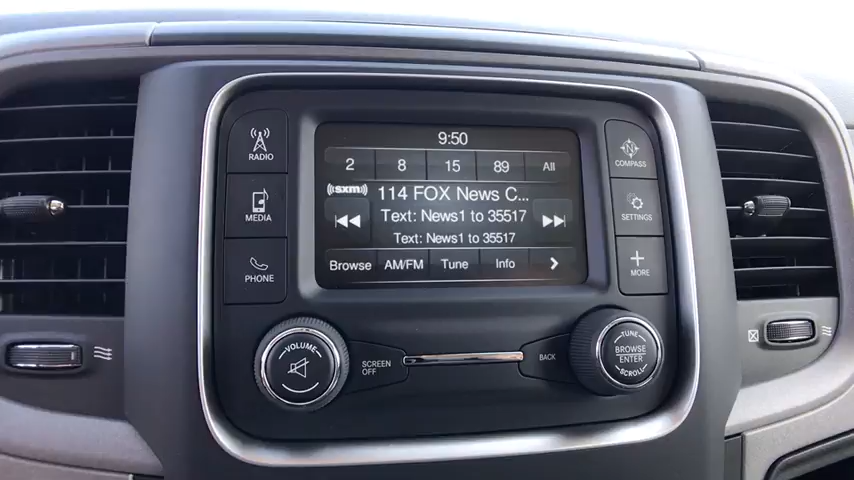 9:50
2 8 15 89 All
((sxm)) 114 FOX News C...
Text: News1 to 35517
Text: News1 to 35517
Browse AM/FM Tune Info
RADIO
MEDIA
PHONE
N
COMPASS
SETTINGS
MORE
VOLUME
SCREEN
OFF
BACK
TUNE
BROWSE
ENTER
SCROLL